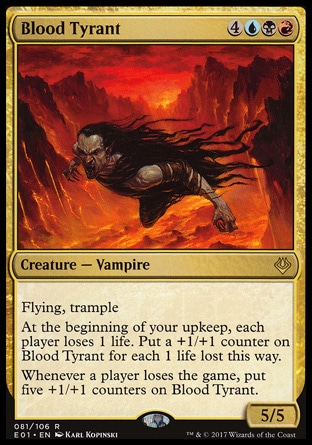 Blood Tyrant 4
Creature — Vampire
Flying, trample
At the beginning of your upkeep, each
player loses 1 life. Put a +1/+1 counter on
Blood Tyrant for each 1 life lost this way.
Whenever a player loses the game, put
five +1/+1 counters on Blood Tyrant.
5/5
081/106 R
E01 • EN KARL KOPINSKI
™ & © 2017 Wizards of the Coast